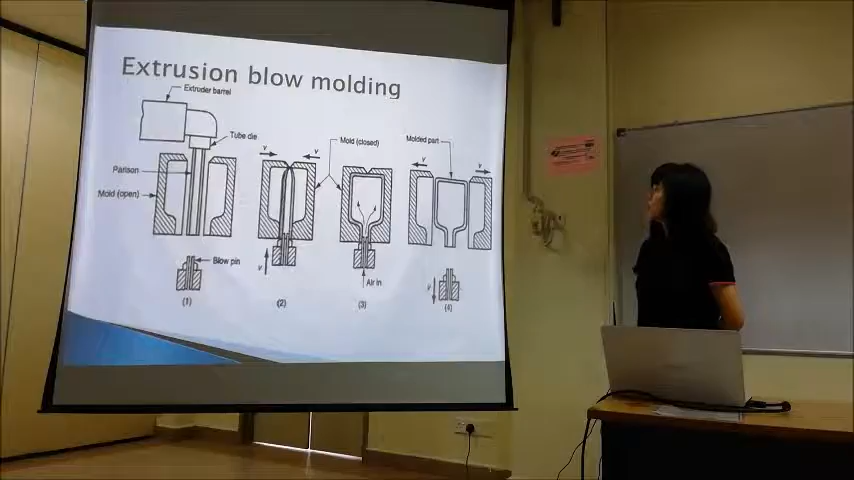 Extrusion blow molding
Extruder barrel
Tube die
Parison
Mold (open)
Blow pin
(1)
v
v
v
(2)
Mold (closed)
Air in
(3)
Molded part
v
v
v
(4)